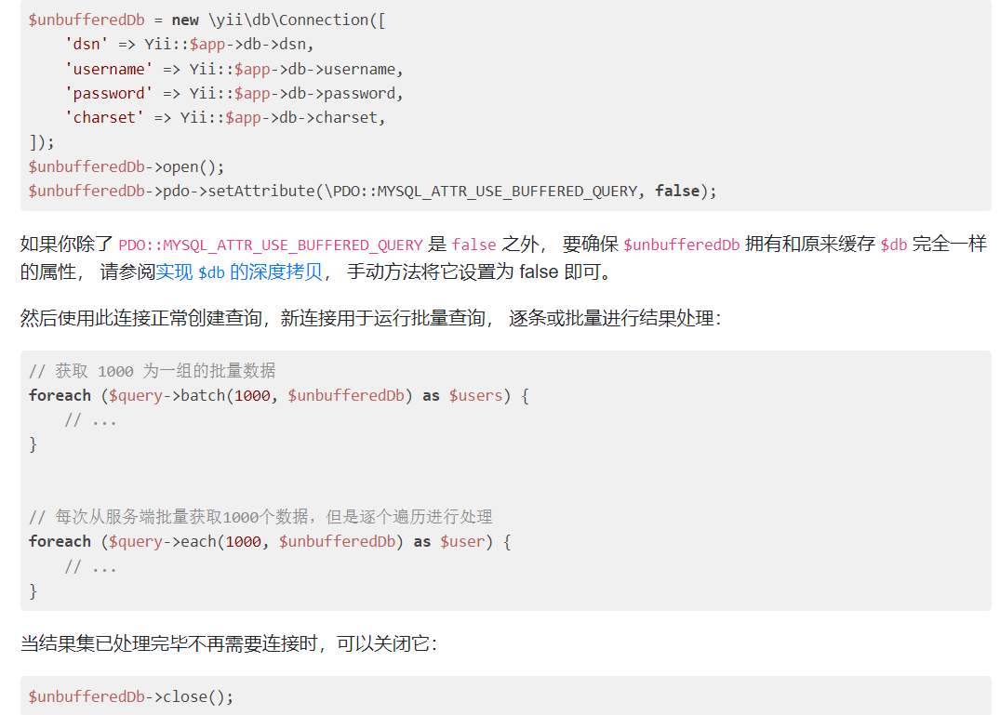 $unbufferedDb = new \yii\db\Connection([
    'dsn' => Yii::$app->db->dsn,
    'username' => Yii::$app->db->username,
    'password' => Yii::$app->db->password,
    'charset' => Yii::$app->db->charset,
]);
$unbufferedDb->open();
$unbufferedDb->pdo->setAttribute(\PDO::MYSQL_ATTR_USE_BUFFERED_QUERY, false);
如果你除了 PDO::MYSQL_ATTR_USE_BUFFERED_QUERY 是 false 之外， 要确保 $unbufferedDb 拥有和原来缓存 $db 完全一样
的属性， 请参阅实现 $db 的深度拷贝， 手动方法将它设置为 false 即可。
然后使用此连接正常创建查询，新连接用于运行批量查询， 逐条或批量进行结果处理：
// 获取 1000 为一组的批量数据
foreach ($query->batch(1000, $unbufferedDb) as $users) {
    // ...
}
// 每次从服务端批量获取1000个数据，但是逐个遍历进行处理
foreach ($query->each(1000, $unbufferedDb) as $user) {
    // ...
}
当结果集已处理完毕不再需要连接时，可以关闭它：
$unbufferedDb->close();